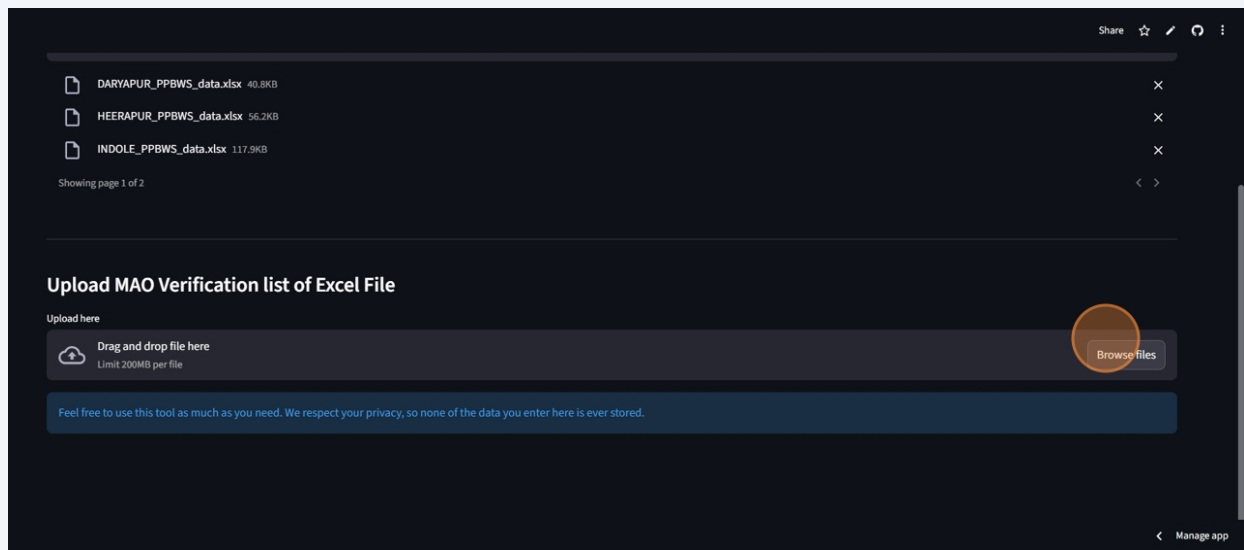 Share
DARYAPUR_PPBWS_data.xlsx 40.8KB
HEERAPUR_PPBWS_data.xlsx 56.2KB
INDOLE_PPBWS_data.xlsx 117.9KB
Showing page 1 of 2
Upload MAO Verification list of Excel File
Upload here
Drag and drop file here
Limit 200MB per file
Browse files
Feel free to use this tool as much as you need. We respect your privacy, so none of the data you enter here is ever stored.
Manage app